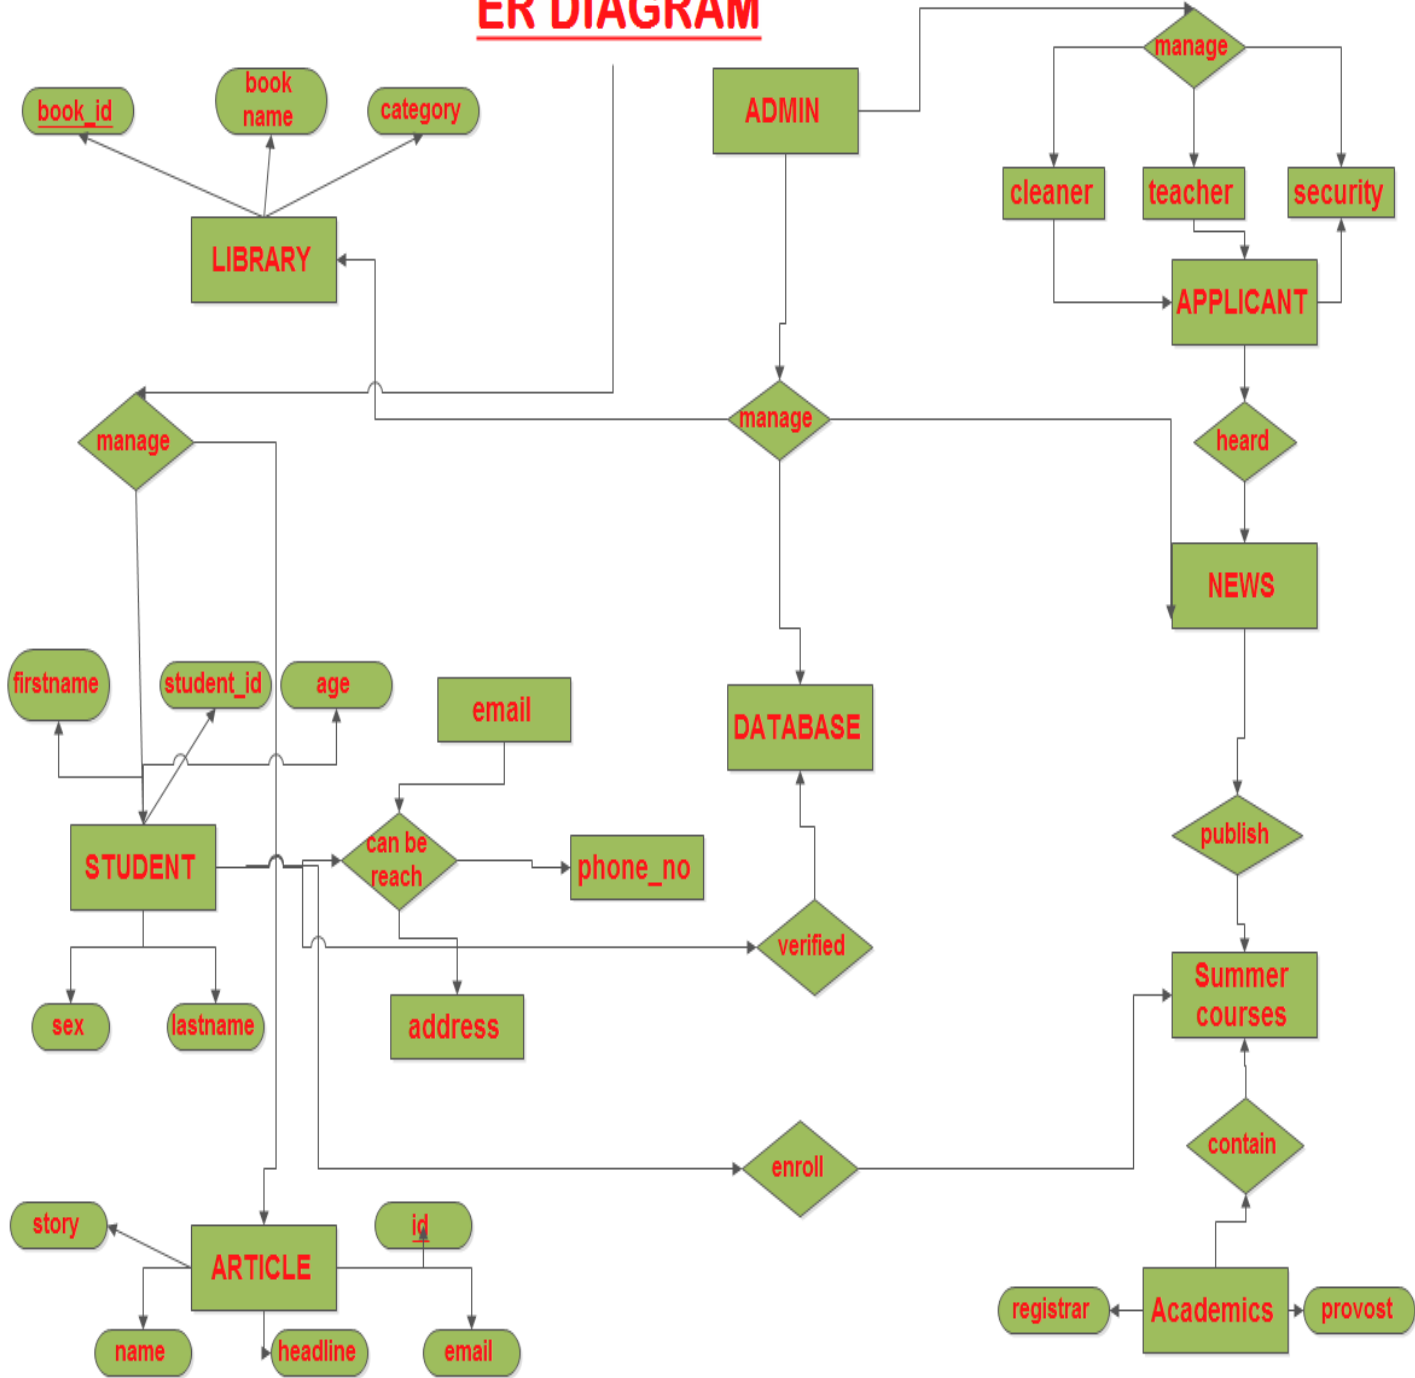 ER DIAGRAM
manage
book
name
book_id
category
ADMIN
cleaner
teacher
security
LIBRARY
APPLICANT
manage
manage
heard
NEWS
firstname
student_id
age
email
DATABASE
can be
reach
publish
STUDENT
phone_no
verified
Summer
courses
sex
lastname
address
contain
enroll
story
id
ARTICLE
registrar
Academics
provost
name
headline
email